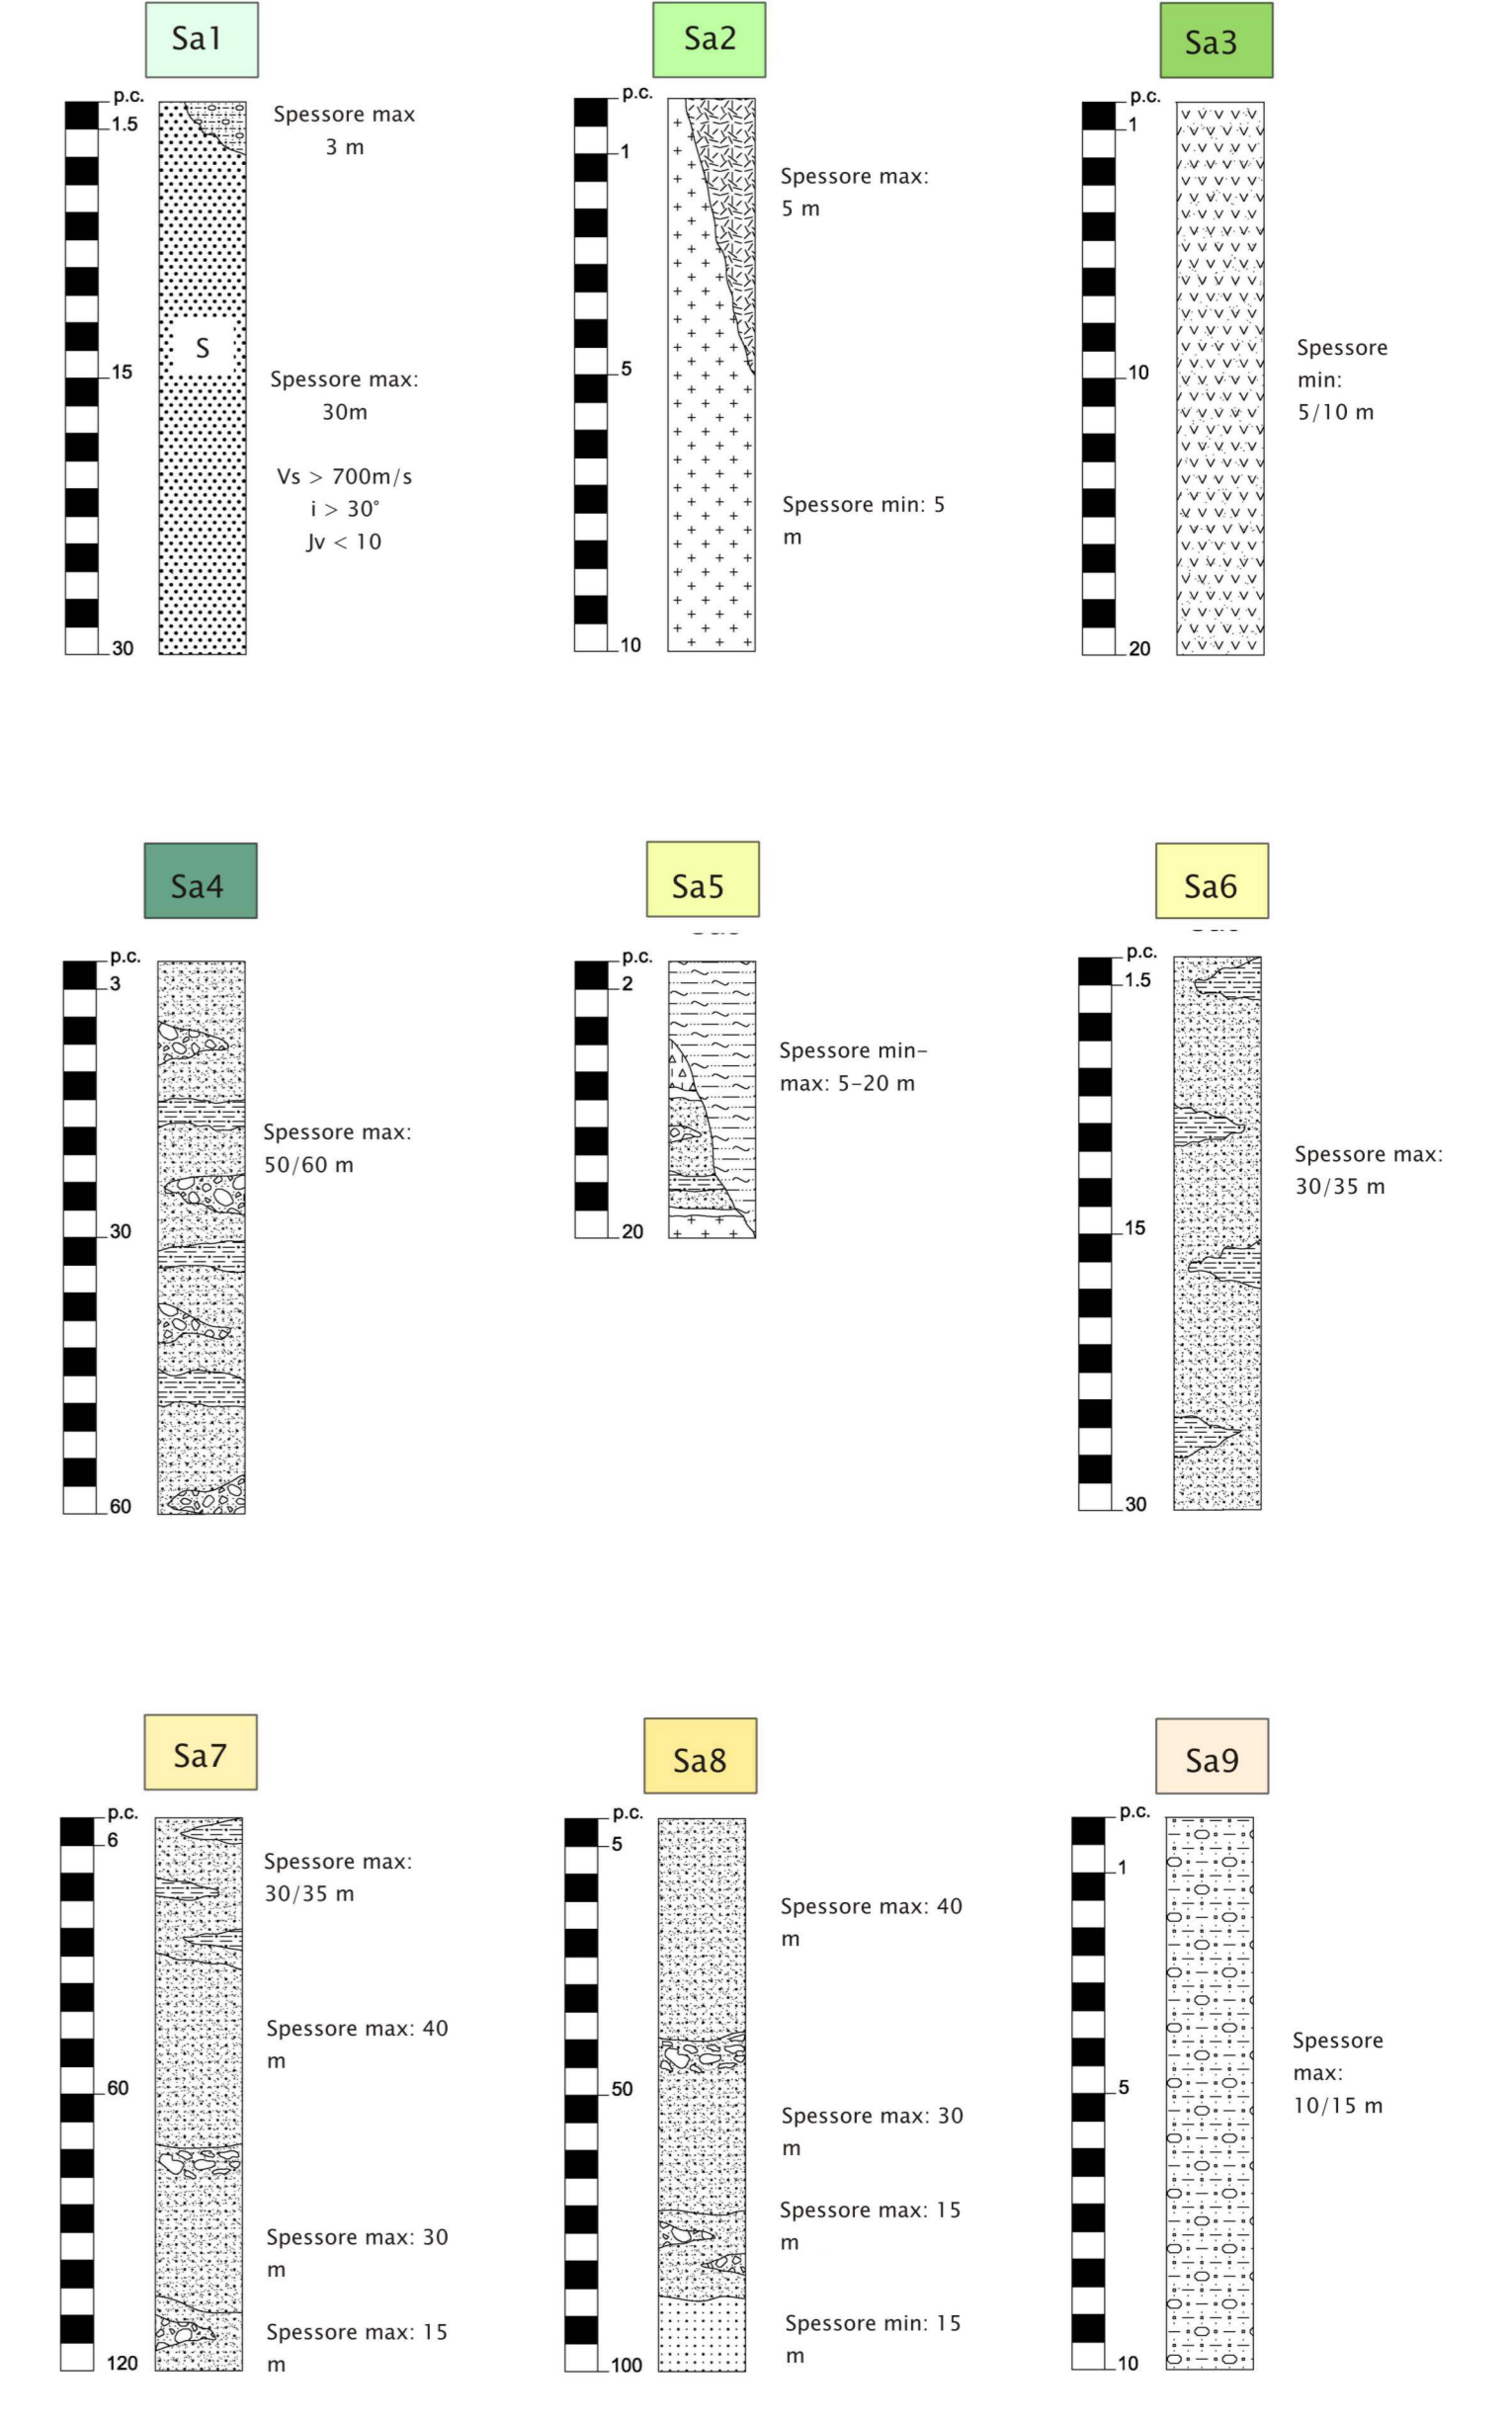 Sa1
p.c.
1.5
15
30
S
Spessore max
3 m
Spessore max:
30m
Vs > 700m/s
i > 30°
Jv < 10
Sa2
p.c.
1
5
10
Spessore max:
5 m
Spessore min: 5
m
Sa3
p.c.
1
10
20
Spessore
min:
5/10 m
Sa4
p.c.
3
30
60
Spessore max:
50/60 m
Sa5
p.c.
2
20
Spessore min-
max: 5-20 m
Sa6
p.c.
1.5
15
30
Spessore max:
30/35 m
Sa7
p.c.
6
60
120
Spessore max:
30/35 m
Spessore max: 40
m
Spessore max: 30
m
Spessore max: 15
m
Sa8
p.c.
5
50
100
Spessore max: 40
m
Spessore max: 30
m
Spessore max: 15
m
Spessore min: 15
m
Sa9
p.c.
1
5
10
Spessore
max:
10/15 m